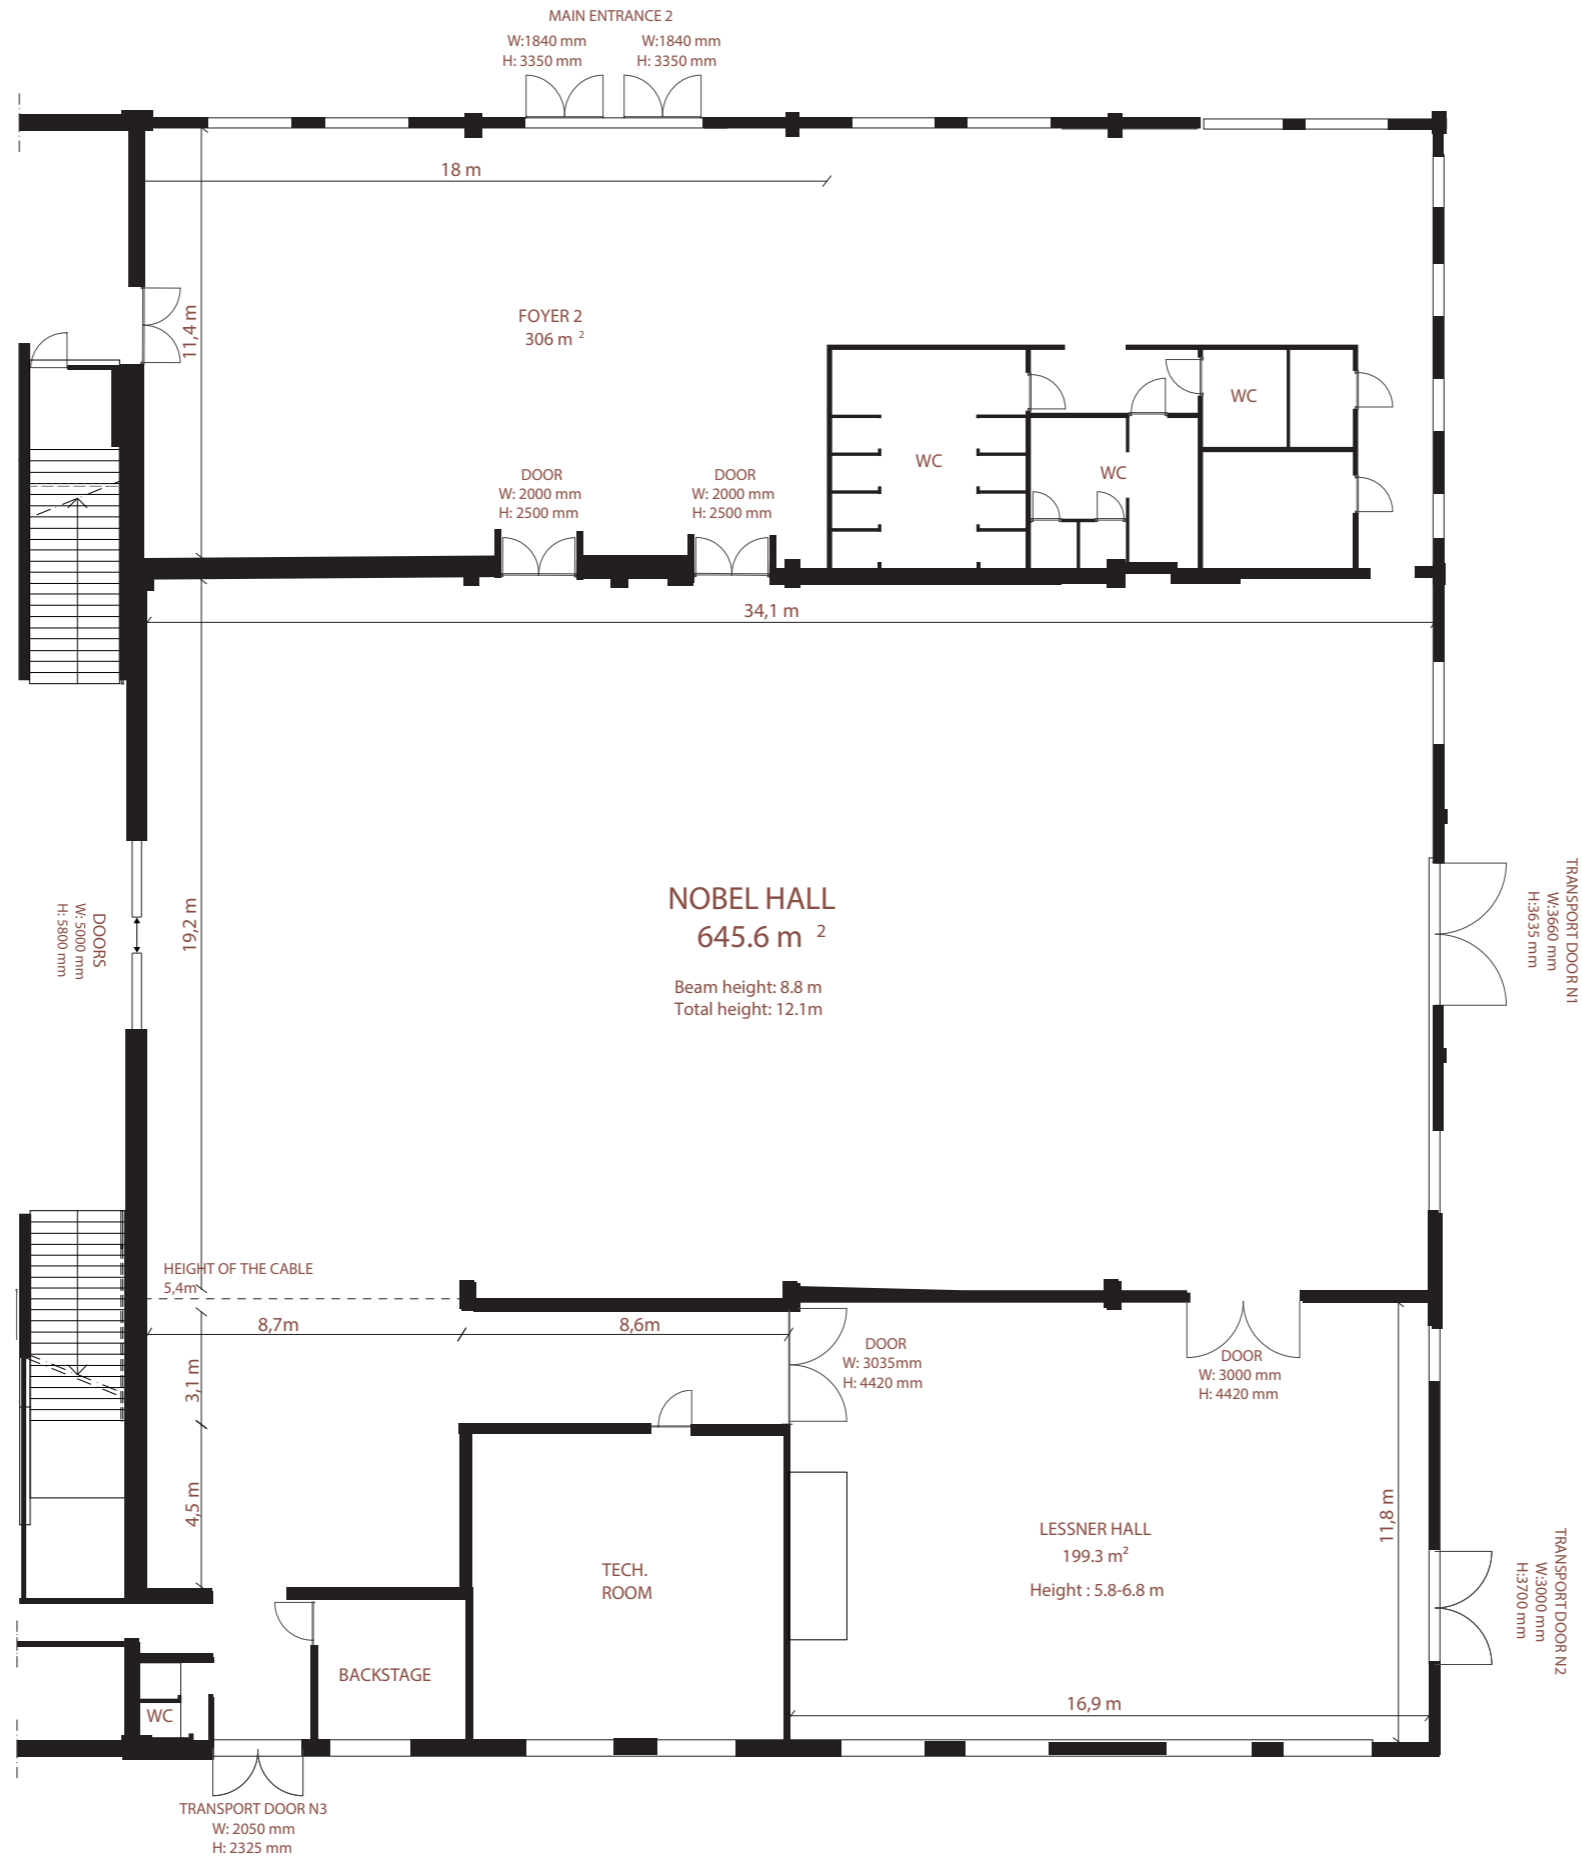 MAIN ENTRANCE 2
W:1840 mm
H: 3350 mm
W:1840 mm
H: 3350 mm
18 m
11,4 m
FOYER 2
306 m 2
WC
WC
WC
DOOR
W: 2000 mm
H: 2500 mm
DOOR
W: 2000 mm
H: 2500 mm
34,1 m
NOBEL HALL
645.6 m 2
Beam height: 8.8 m
Total height: 12.1m
19,2 m
DOORS
W: 5000 mm
H: 5800 mm
TRANSPORT DOOR N1
W:3660 mm
H:3635 mm
HEIGHT OF THE CABLE
5,4m
8,7m
8,6m
3,1 m
4,5 m
DOOR
W: 3035mm
H: 4420 mm
DOOR
W: 3000 mm
H: 4420 mm
LESSNER HALL
199.3 m²
Height : 5.8-6.8 m
11,8 m
16,9 m
TRANSPORT DOOR N2
W:3000 mm
H:3700 mm
TECH.
ROOM
BACKSTAGE
WC
TRANSPORT DOOR N3
W: 2050 mm
H: 2325 mm